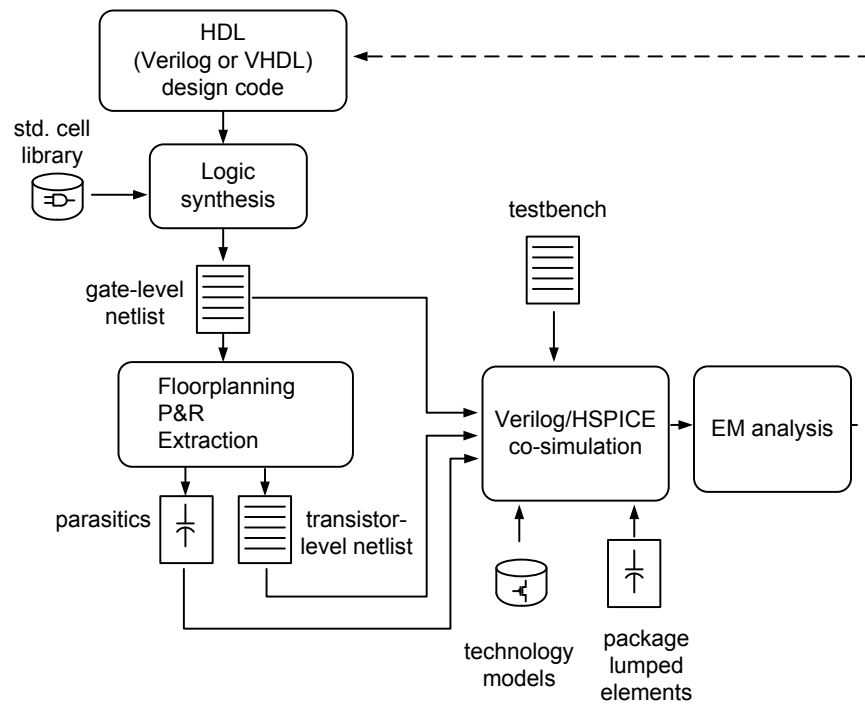 HDL
(Verilog or VHDL)
design code
std. cell
library
Logic
synthesis
testbench
gate-level
netlist
Floorplanning
P&R
Extraction
Verilog/HSPICE
co-simulation
EM analysis
parasitics
transistor-
level netlist
technology
models
package
lumped
elements